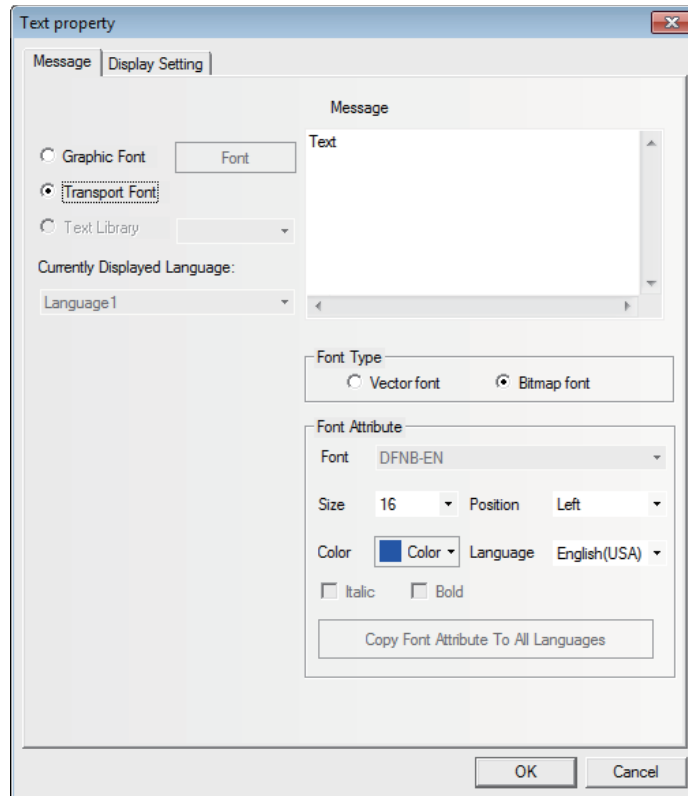 Text property
Message
Display Setting
Message
Graphic Font
Font
Text
Transport Font
Text Library
Currently Displayed Language:
Language1
Font Type
Vector font
Bitmap font
Font Attribute
Font
DFNB-EN
Size
16
Position
Left
Color
Color
Language
English(USA)
Italic
Bold
Copy Font Attribute To All Languages
OK
Cancel